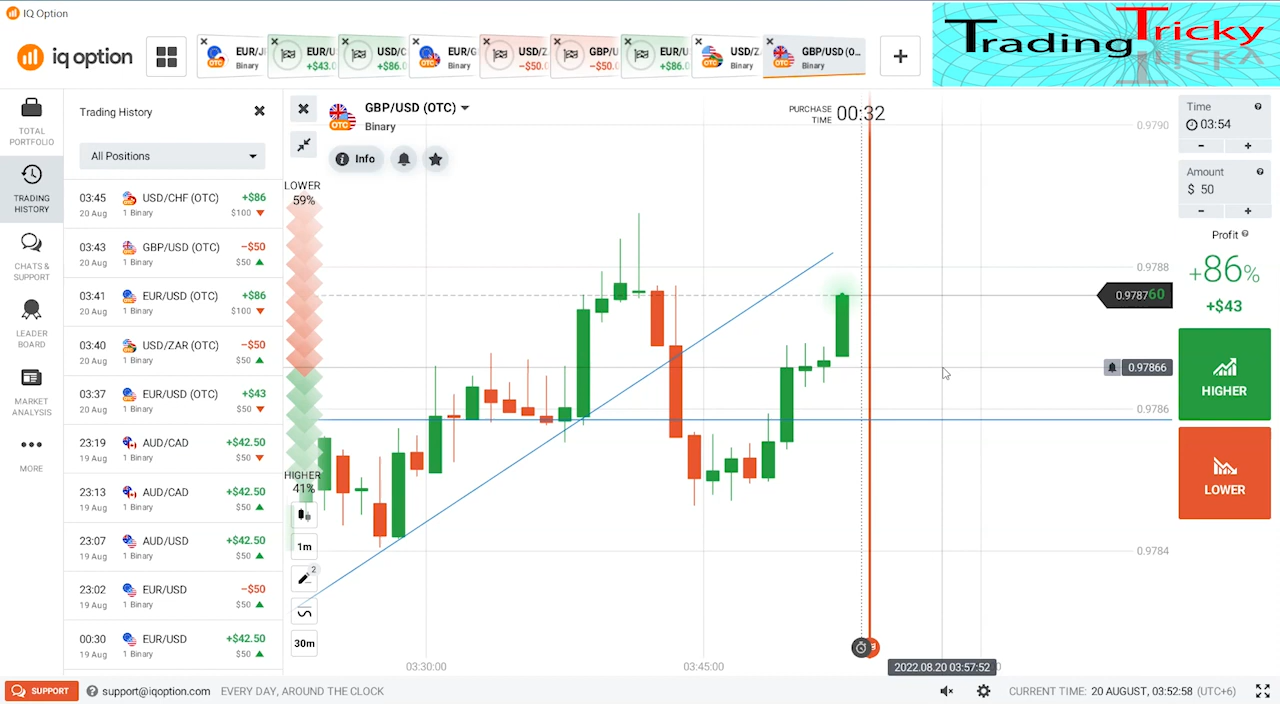 IQ Option
iq option
EUR/J
Binary
EUR/U
+$43.0
USD/C
+$86.0
EUR/G
Binary
USD/Z
-$50.0
GBP/U
-$50.0
EUR/U
+$86.0
USD/Z
Binary
GBP/USD (O...
Binary
+
Trading Tricky
TOTAL
PORTFOLIO
TRADING
HISTORY
CHATS &
SUPPORT
LEADER
BOARD
MARKET
ANALYSIS
MORE
Trading History
All Positions
03:45 USD/CHF (OTC) +$86
20 Aug 1 Binary $100
03:43 GBP/USD (OTC) −$50
20 Aug 1 Binary $50
03:41 EUR/USD (OTC) +$86
20 Aug 1 Binary $100
03:40 USD/ZAR (OTC) −$50
20 Aug 1 Binary $50
03:37 EUR/USD (OTC) +$43
20 Aug 1 Binary $50
23:19 AUD/CAD +$42.50
19 Aug 1 Binary $50
23:13 AUD/CAD +$42.50
19 Aug 1 Binary $50
23:07 AUD/USD +$42.50
19 Aug 1 Binary $50
23:02 EUR/USD −$50
19 Aug 1 Binary $50
00:30 EUR/USD +$42.50
19 Aug 1 Binary $50
GBP/USD (OTC)
OTC
Binary
Info
LOWER
59%
HIGHER
41%
1m
2
30m
PURCHASE
TIME 00:32
0.9790
0.9788
0.978760
0.97866
0.9786
0.9784
03:30:00
03:45:00
2022.08.20 03:57:52
Time
03:54
- +
Amount
$ 50
- +
Profit
+86%
+$43
HIGHER
LOWER
SUPPORT
support@iqoption.com EVERY DAY, AROUND THE CLOCK
CURRENT TIME: 20 AUGUST, 03:52:58 (UTC+6)